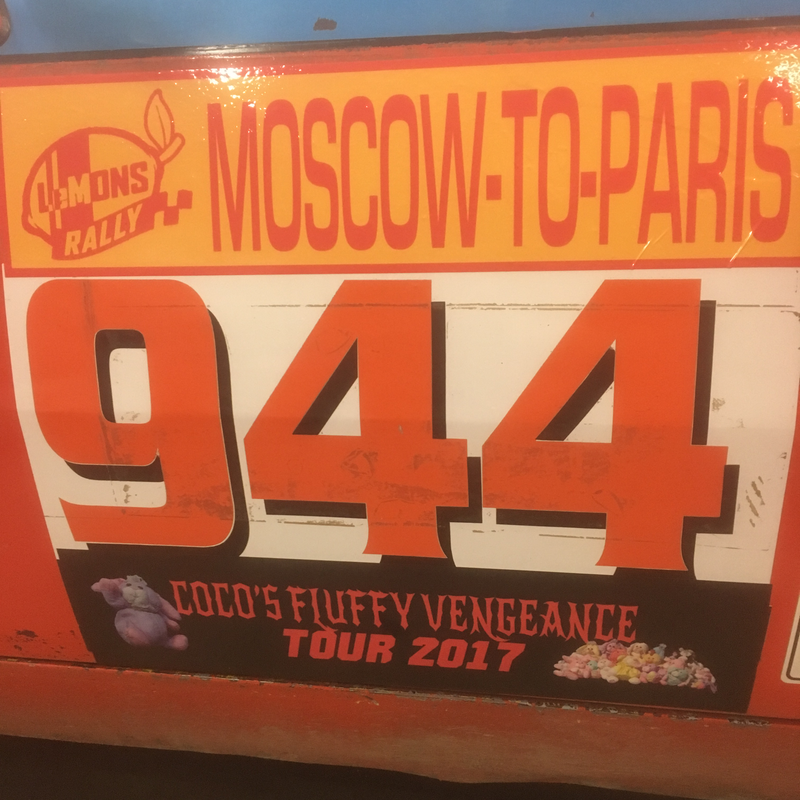 LeMONS
RALLY
MOSCOW-TO-PARIS
944
COCO'S FLUFFY VENGEANCE
TOUR 2017